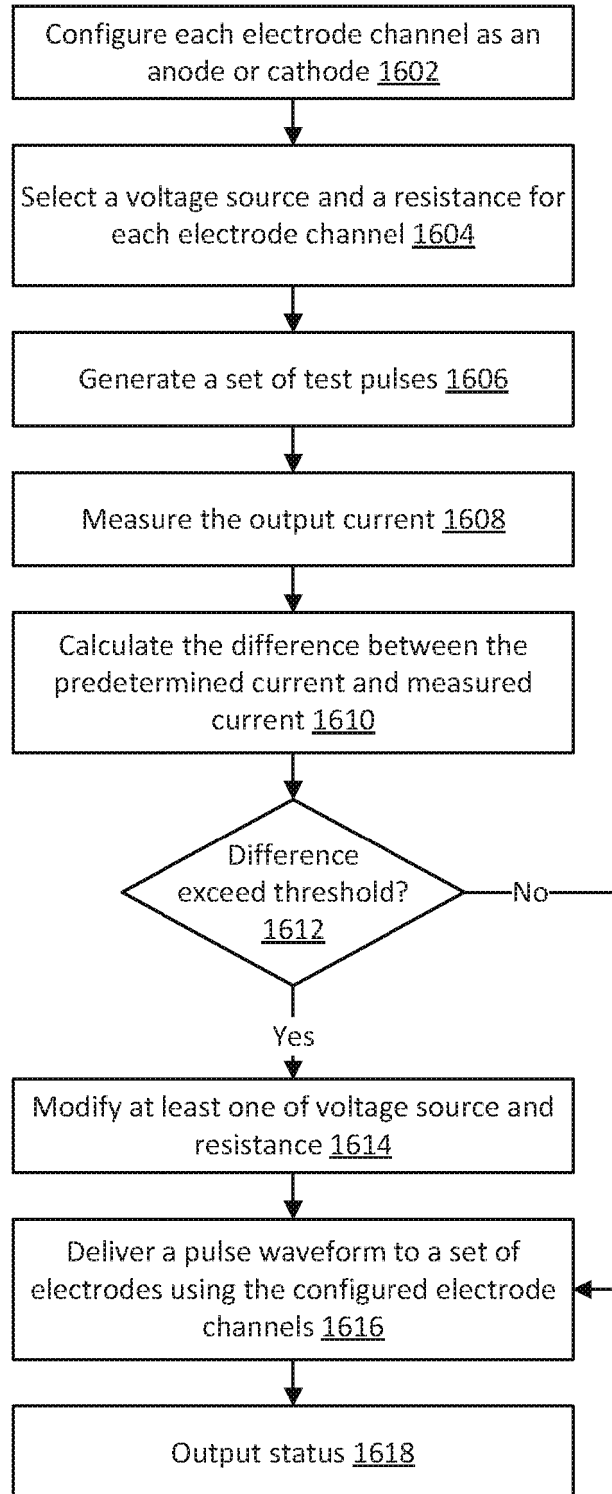 Configure each electrode channel as an
anode or cathode 1602
Select a voltage source and a resistance for
each electrode channel 1604
Generate a set of test pulses 1606
Measure the output current 1608
Calculate the difference between the
predetermined current and measured
current 1610
Difference
exceed threshold?
1612
No
Yes
Modify at least one of voltage source and
resistance 1614
Deliver a pulse waveform to a set of
electrodes using the configured electrode
channels 1616
Output status 1618